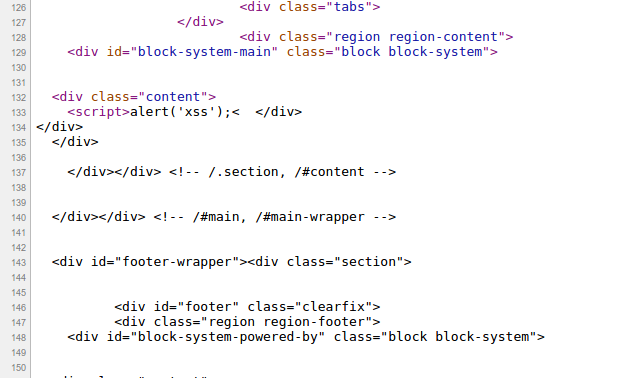 126 <div class="tabs">
127 </div>
128 <div class="region region-content">
129 <div id="block-system-main" class="block block-system">
130
131
132 <div class="content">
133 <script>alert('xss');< </div>
134 </div>
135 </div>
136
137 </div></div> <!-- /.section, /#content -->
138
139
140 </div></div> <!-- /#main, /#main-wrapper -->
141
142
143 <div id="footer-wrapper"><div class="section">
144
145
146 <div id="footer" class="clearfix">
147 <div class="region region-footer">
148 <div id="block-system-powered-by" class="block block-system">
149
150